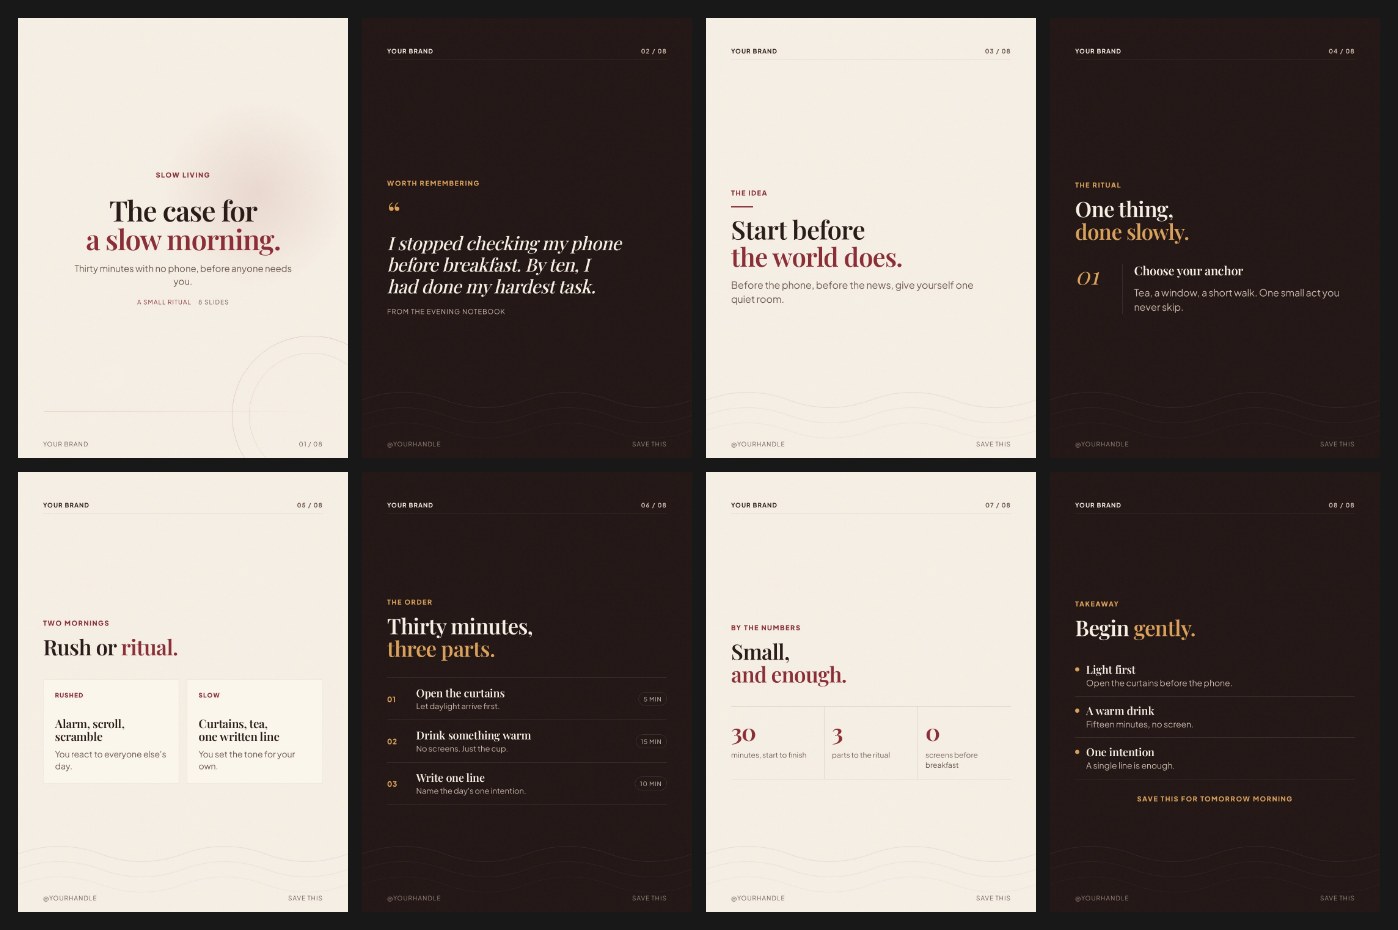 SLOW LIVING
The case for
a slow morning.
Thirty minutes with no phone, before anyone needs
you.
A SMALL RITUAL 8 SLIDES
YOUR BRAND 01 / 08
YOUR BRAND 02 / 08
WORTH REMEMBERING
“
I stopped checking my phone
before breakfast. By ten, I
had done my hardest task.
FROM THE EVENING NOTEBOOK
@YOURHANDLE SAVE THIS
YOUR BRAND 03 / 08
THE IDEA
Start before
the world does.
Before the phone, before the news, give yourself one
quiet room.
@YOURHANDLE SAVE THIS
YOUR BRAND 04 / 08
THE RITUAL
One thing,
done slowly.
01
Choose your anchor
Tea, a window, a short walk. One small act you
never skip.
@YOURHANDLE SAVE THIS
YOUR BRAND 05 / 08
TWO MORNINGS
Rush or ritual.
RUSHED
Alarm, scroll,
scramble
You react to everyone else's
day.
SLOW
Curtains, tea,
one written line
You set the tone for your
own.
@YOURHANDLE SAVE THIS
YOUR BRAND 06 / 08
THE ORDER
Thirty minutes,
three parts.
01 Open the curtains 5 MIN
Let daylight arrive first.
02 Drink something warm 15 MIN
No screens. Just the cup.
03 Write one line 10 MIN
Name the day's one intention.
@YOURHANDLE SAVE THIS
YOUR BRAND 07 / 08
BY THE NUMBERS
Small,
and enough.
30
minutes, start to finish
3
parts to the ritual
0
screens before
breakfast
@YOURHANDLE SAVE THIS
YOUR BRAND 08 / 08
TAKEAWAY
Begin gently.
Light first
Open the curtains before the phone.
A warm drink
Fifteen minutes, no screen.
One intention
A single line is enough.
SAVE THIS FOR TOMORROW MORNING
@YOURHANDLE SAVE THIS